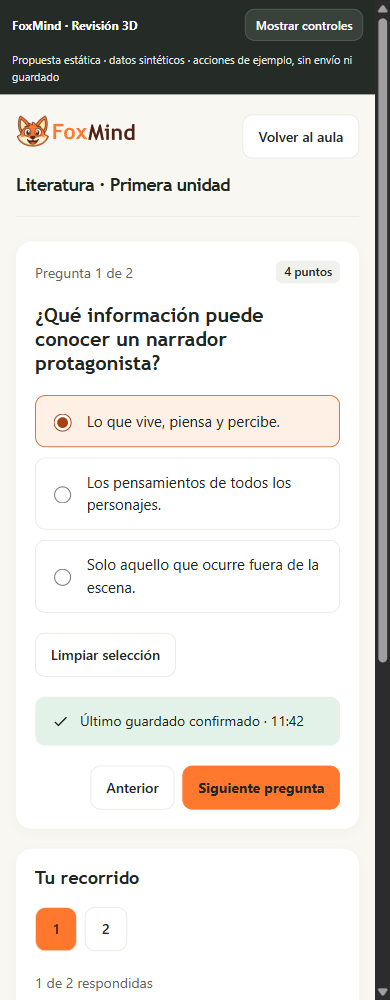 FoxMind · Revisión 3D
Mostrar controles
Propuesta estática · datos sintéticos · acciones de ejemplo, sin envío ni
guardado
FoxMind
Volver al aula
Literatura · Primera unidad
Pregunta 1 de 2
4 puntos
¿Qué información puede
conocer un narrador
protagonista?
Lo que vive, piensa y percibe.
Los pensamientos de todos los
personajes.
Solo aquello que ocurre fuera de la
escena.
Limpiar selección
Último guardado confirmado · 11:42
Anterior
Siguiente pregunta
Tu recorrido
1
2
1 de 2 respondidas